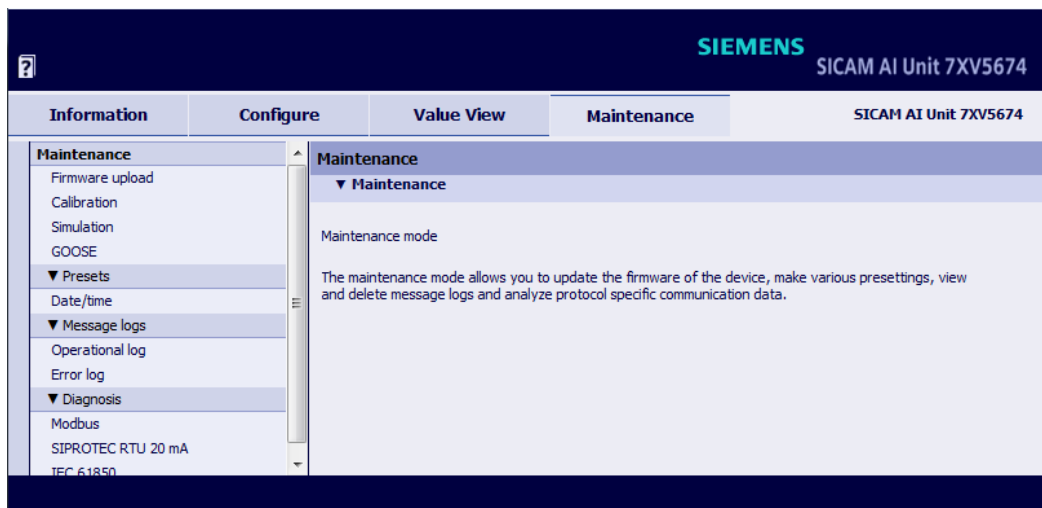 SIEMENS
?
SICAM AI Unit 7XV5674
Information
Configure
Value View
Maintenance
SICAM AI Unit 7XV5674
Maintenance
Firmware upload
Calibration
Simulation
GOOSE
▼ Presets
Date/time
▼ Message logs
Operational log
Error log
▼ Diagnosis
Modbus
SIPROTEC RTU 20 mA
IEC 61850
Maintenance
▼ Maintenance
Maintenance mode
The maintenance mode allows you to update the firmware of the device, make various presettings, view
and delete message logs and analyze protocol specific communication data.